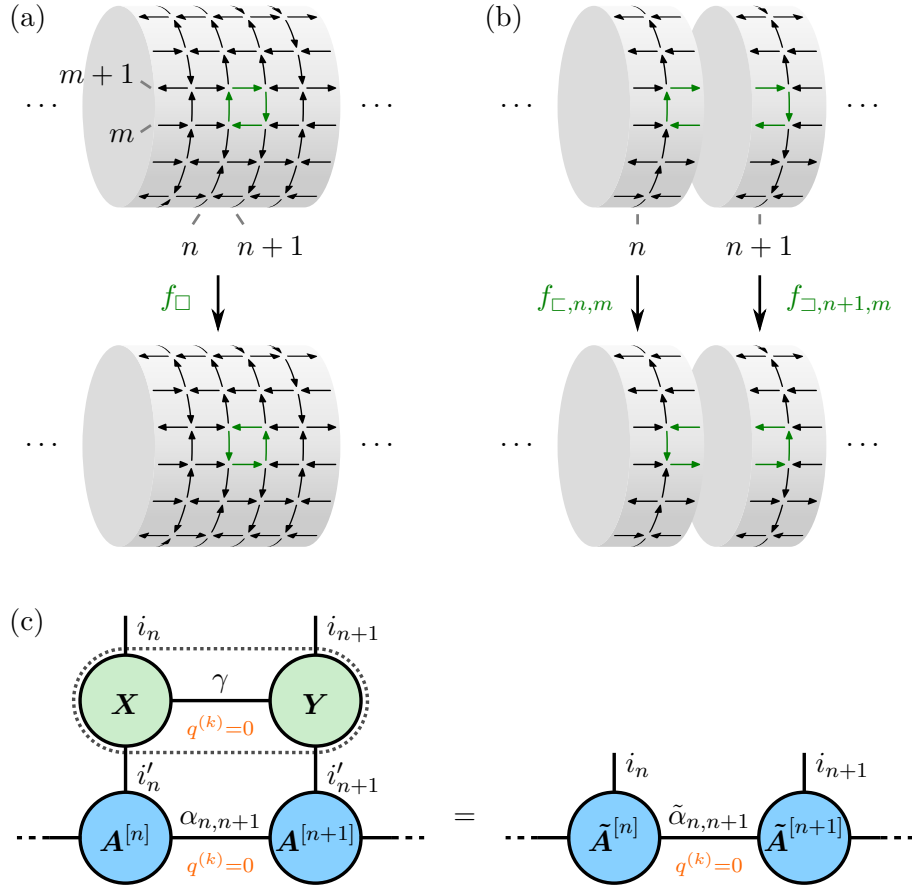 (a)
(b)
m + 1
m
··· ··· ··· ···
n
n + 1
n
n + 1
f□
f⊏,n,m
f⊐,n+1,m
··· ··· ··· ···
(c)
iₙ
iₙ₊₁
X
γ
Y
q⁽ᵏ⁾=0
i′ₙ
i′ₙ₊₁
iₙ
iₙ₊₁
A^[n]
αₙ,ₙ₊₁
A^[n+1]
=
Ã^[n]
α̃ₙ,ₙ₊₁
Ã^[n+1]
q⁽ᵏ⁾=0
q⁽ᵏ⁾=0